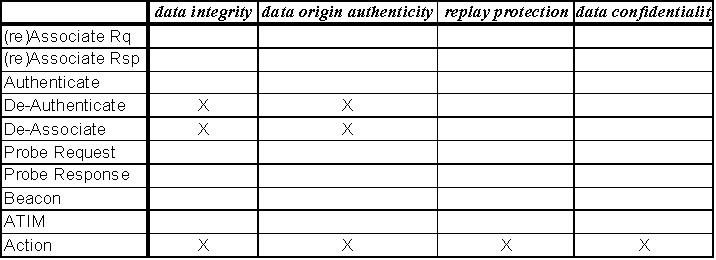 data integrity data origin authenticity replay protection data confidentiality
(re)Associate Rq
(re)Associate Rsp
Authenticate
De-Authenticate X X
De-Associate X X
Probe Request
Probe Response
Beacon
ATIM
Action X X X X